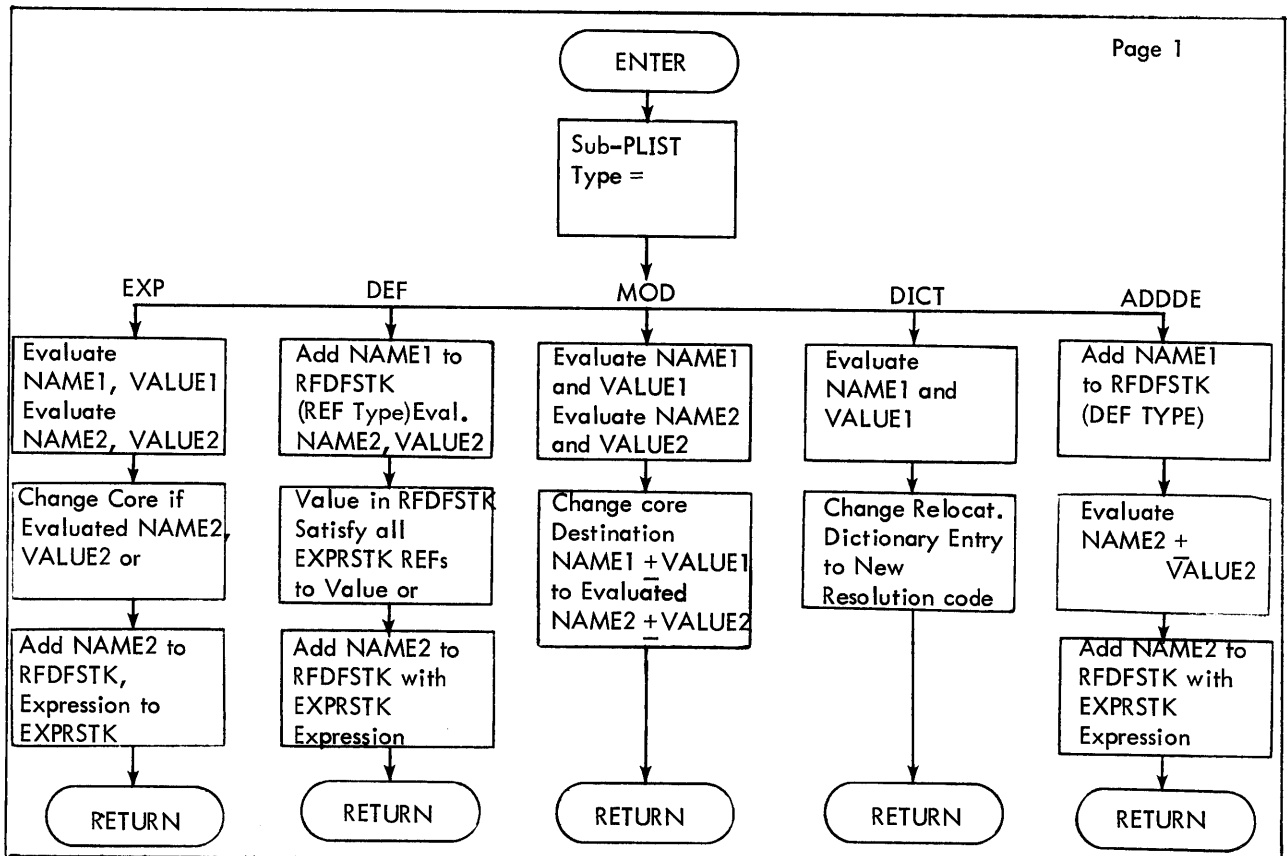 Page 1
ENTER
Sub-PLIST
Type =
EXP
DEF
MOD
DICT
ADDDE
Evaluate
NAME1, VALUE1
Evaluate
NAME2, VALUE2
Change Core if
Evaluated NAME2,
VALUE2 or
Add NAME2 to
RFDFSTK,
Expression to
EXPRSTK
RETURN
Add NAME1 to
RFDFSTK
(REF Type)Eval.
NAME2, VALUE2
Value in RFDFSTK
Satisfy all
EXPRSTK REFs
to Value or
Add NAME2 to
RFDFSTK with
EXPRSTK
Expression
RETURN
Evaluate NAME1
and VALUE1
Evaluate NAME2
and VALUE2
Change core
Destination
NAME1 ± VALUE1
to Evaluated
NAME2 ± VALUE2
RETURN
Evaluate
NAME1 and
VALUE1
Change Relocat.
Dictionary Entry
to New
Resolution code
RETURN
Add NAME1
to RFDFSTK
(DEF TYPE)
Evaluate
NAME2 ±
VALUE2
Add NAME2 to
RFDFSTK with
EXPRSTK
Expression
RETURN